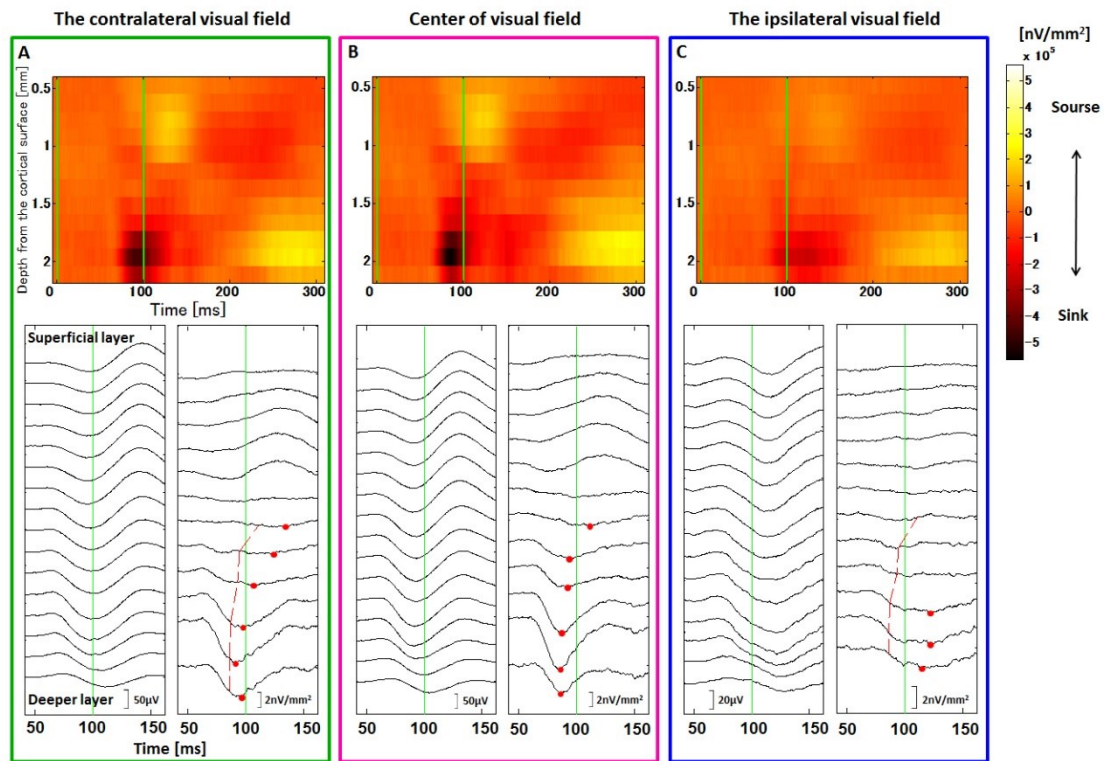 The contralateral visual field
Center of visual field
The ipsilateral visual field
[nV/mm²]
x 10⁵
A
B
C
Depth from the cortical surface [mm]
0.5
1
1.5
2
0 100 200 300
Time [ms]
0.5
1
1.5
2
0 100 200 300
0.5
1
1.5
2
0 100 200 300
5
4
3
2
1
0
-1
-2
-3
-4
-5
Sourse
Sink
Superficial layer
Deeper layer
50μV
2nV/mm²
50μV
2nV/mm²
20μV
2nV/mm²
50 100 150
50 100 150
50 100 150
50 100 150
50 100 150
50 100 150
Time [ms]